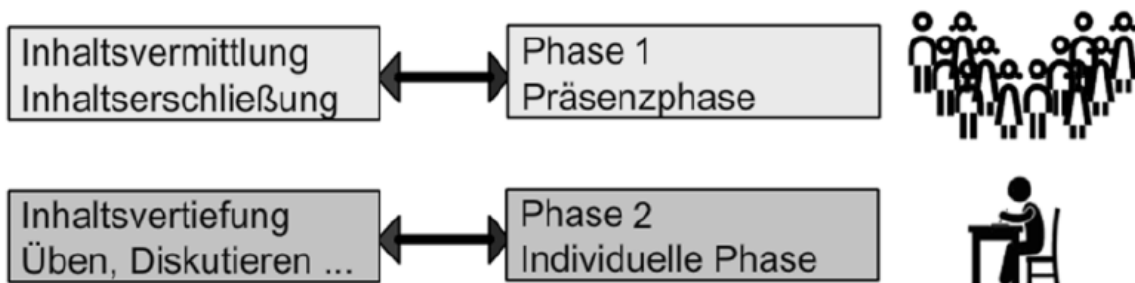 Inhaltsvermittlung
Inhaltserschließung
Phase 1
Präsenzphase
Inhaltsvertiefung
Üben, Diskutieren ...
Phase 2
Individuelle Phase